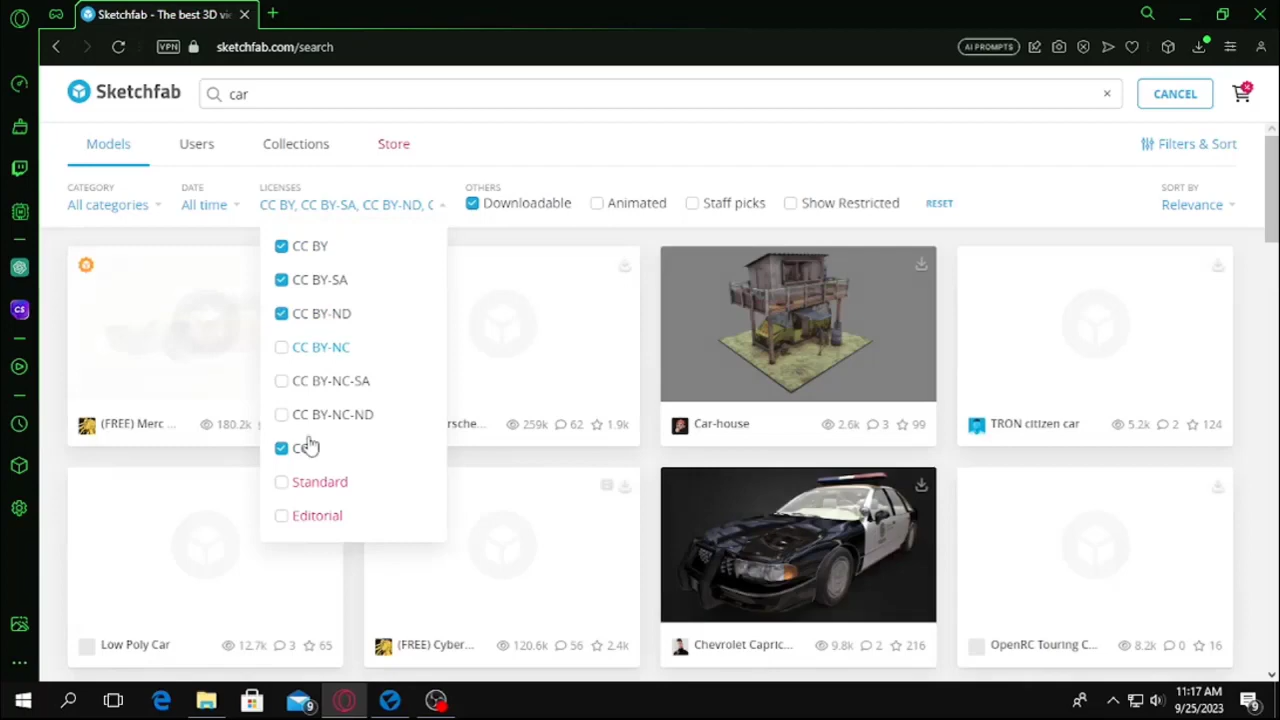 Sketchfab - The best 3D vi
VPN
sketchfab.com/search
AI PROMPTS
Sketchfab
car
CANCEL
Models
Users
Collections
Store
Filters & Sort
CATEGORY
DATE
LICENSES
OTHERS
SORT BY
All categories
All time
CC BY, CC BY-SA, CC BY-ND, C
Downloadable
Animated
Staff picks
Show Restricted
RESET
Relevance
CC BY
CC BY-SA
CC BY-ND
CC BY-NC
CC BY-NC-SA
CC BY-NC-ND
Standard
Editorial
(FREE) Merc ...
180.2k
rsche...
259k
62
1.9k
Car-house
2.6k
3
99
TRON citizen car
5.2k
2
124
Low Poly Car
12.7k
3
65
(FREE) Cyber...
120.6k
56
2.4k
Chevrolet Capric...
9.8k
2
216
OpenRC Touring C...
8.2k
0
16
CS
9
11:17 AM
9/25/2023
9